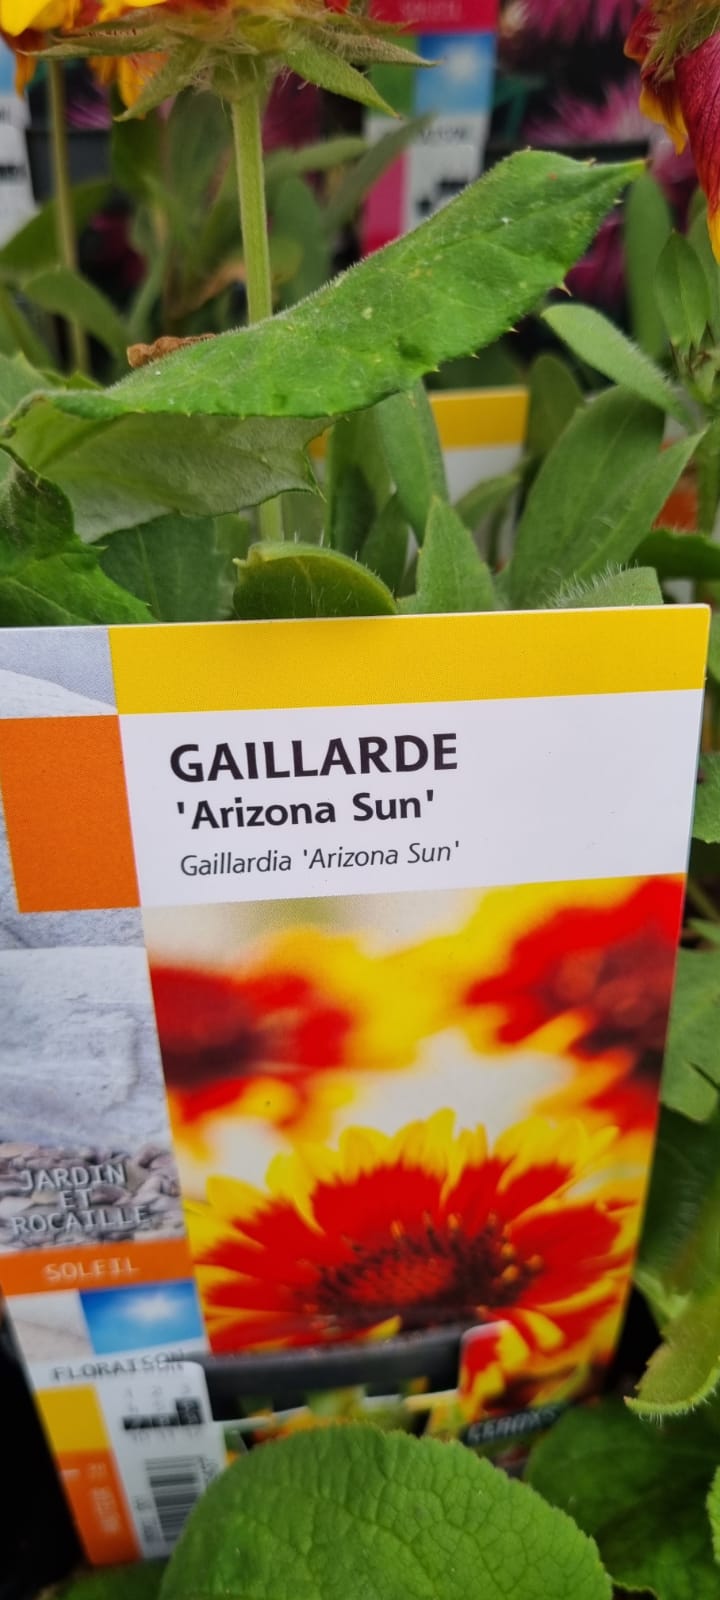 GAILLARDE
'Arizona Sun'
Gaillardia 'Arizona Sun'
JARDIN
ET
ROCAILLE
SOLEIL
FLORAISON